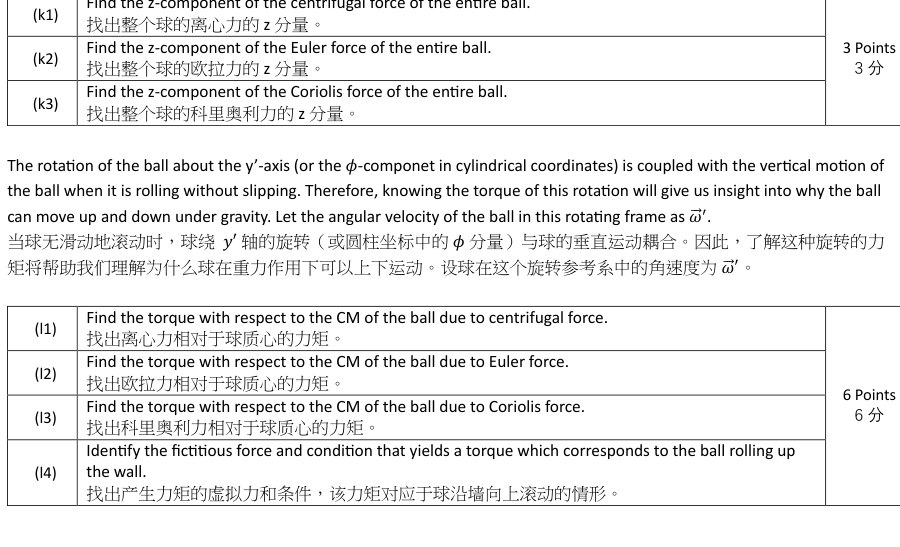 Find the z-component of the centrifugal force of the entire ball.
(k1)
找出整个球的离心力的 z 分量。
Find the z-component of the Euler force of the entire ball.
(k2)
找出整个球的欧拉力的 z 分量。
3 Points
3 分
Find the z-component of the Coriolis force of the entire ball.
(k3)
找出整个球的科里奥利力的 z 分量。
The rotation of the ball about the y′-axis (or the ϕ-componet in cylindrical coordinates) is coupled with the vertical motion of
the ball when it is rolling without slipping. Therefore, knowing the torque of this rotation will give us insight into why the ball
can move up and down under gravity. Let the angular velocity of the ball in this rotating frame as ω⃗′.
当球无滑动地滚动时，球绕 y′ 轴的旋转（或圆柱坐标中的 ϕ 分量）与球的垂直运动耦合。因此，了解这种旋转的力
矩将帮助我们理解为什么球在重力作用下可以上下运动。设球在这个旋转参考系中的角速度为 ω⃗′。
Find the torque with respect to the CM of the ball due to centrifugal force.
(l1)
找出离心力相对于球质心的力矩。
Find the torque with respect to the CM of the ball due to Euler force.
(l2)
找出欧拉力相对于球质心的力矩。
6 Points
6 分
Find the torque with respect to the CM of the ball due to Coriolis force.
(l3)
找出科里奥利力相对于球质心的力矩。
Identify the fictitious force and condition that yields a torque which corresponds to the ball rolling up
the wall.
(l4)
找出产生力矩的虚拟力和条件，该力矩对应于球沿墙向上滚动的情形。